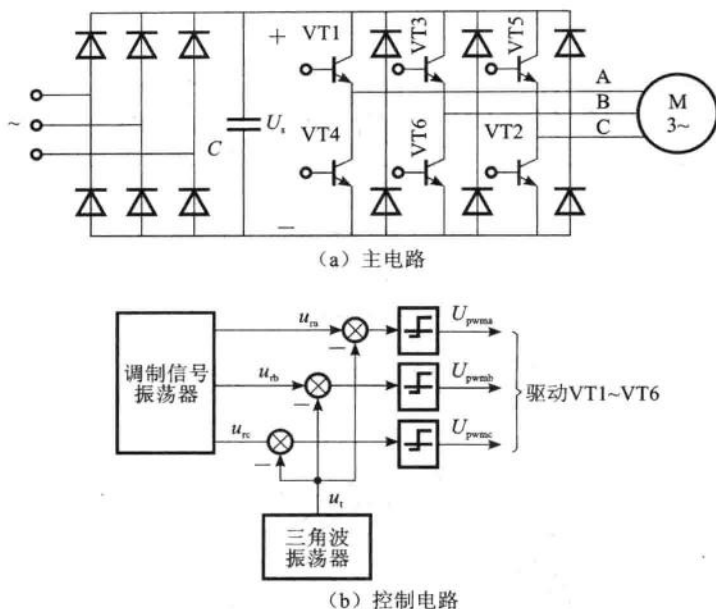 +
VT1
VT3
VT5
A
B
C
M
3~
~
C
U_s
VT4
VT6
VT2
—
(a) 主电路
调制信号
振荡器
u_ra
u_rb
u_rc
—
—
—
U_pwma
U_pwmb
U_pwmc
驱动VT1~VT6
u_t
三角波
振荡器
(b) 控制电路